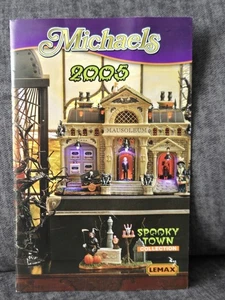 Michaels
2005
MAUSOLEUM
SPOOKY
TOWN
COLLECTION
LEMAX